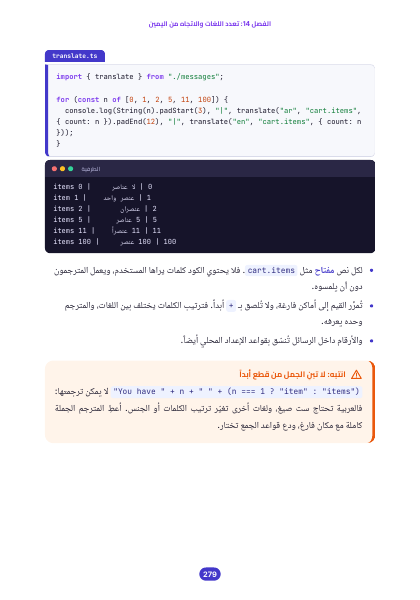 الفصل 14: تعدد اللغات والاتجاه من اليمين
translate.ts
import { translate } from "./messages";
for (const n of [0, 1, 2, 5, 11, 100]) {
console.log(String(n).padStart(3), "|", translate("ar", "cart.items",
{ count: n }).padEnd(12), "|", translate("en", "cart.items", { count: n
}));
}
الطرفية
items 0 | لا عناصر | 0
item 1 | عنصر واحد | 1
items 2 | عنصران | 2
items 5 | 5 عناصر | 5
items 11 | 11 عنصراً | 11
items 100 | 100 عنصر | 100
لكل نص مفتاح مثل cart.items. فلا يحتوي الكود كلمات يراها المستخدم، ويعمل المترجمون
دون أن يلمسوه.
تُمرَّر القيم إلى أماكن فارغة، ولا تُلصق بـ + أبداً. فترتيب الكلمات يختلف بين اللغات، والمترجم
وحده يعرفه.
والأرقام داخل الرسائل تُنسَّق بقواعد الإعداد المحلي أيضاً.
انتبه: لا تبنِ الجمل من قطع أبداً
"You have " + n + " " + (n === 1 ? "item" : "items") لا يمكن ترجمتها:
فالعربية تحتاج ست صيغ، ولغات أخرى تغيّر ترتيب الكلمات أو الجنس. أعطِ المترجم الجملة
كاملة مع مكان فارغ، ودع قواعد الجمع تختار.
279